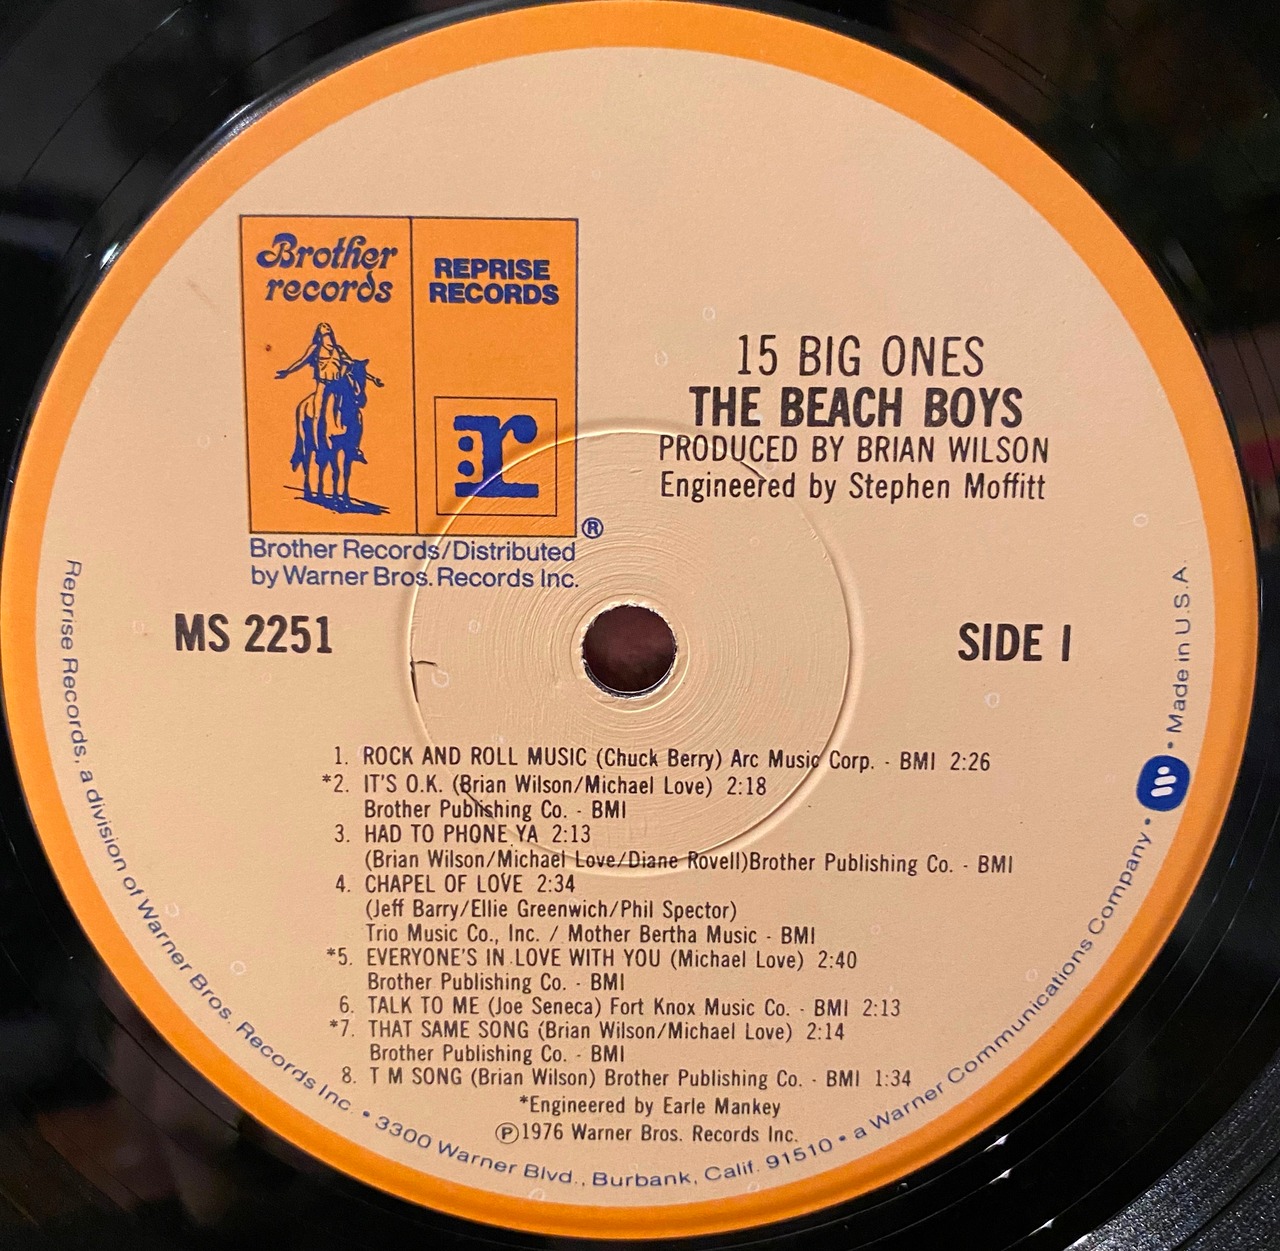 Brother
records
REPRISE
RECORDS
r
®
Brother Records/Distributed
by Warner Bros. Records Inc.
15 BIG ONES
THE BEACH BOYS
PRODUCED BY BRIAN WILSON
Engineered by Stephen Moffitt
MS 2251
SIDE I
1. ROCK AND ROLL MUSIC (Chuck Berry) Arc Music Corp. - BMI 2:26
*2. IT'S O.K. (Brian Wilson/Michael Love) 2:18
Brother Publishing Co. - BMI
3. HAD TO PHONE YA 2:13
(Brian Wilson/Michael Love/Diane Rovell)Brother Publishing Co. - BMI
4. CHAPEL OF LOVE 2:34
(Jeff Barry/Ellie Greenwich/Phil Spector)
Trio Music Co., Inc. / Mother Bertha Music - BMI
*5. EVERYONE'S IN LOVE WITH YOU (Michael Love) 2:40
Brother Publishing Co. - BMI
6. TALK TO ME (Joe Seneca) Fort Knox Music Co. - BMI 2:13
*7. THAT SAME SONG (Brian Wilson/Michael Love) 2:14
Brother Publishing Co. - BMI
8. T M SONG (Brian Wilson) Brother Publishing Co. - BMI 1:34
*Engineered by Earle Mankey
Ⓟ1976 Warner Bros. Records Inc.
Reprise Records, a division of Warner Bros. Records Inc. • 3300 Warner Blvd., Burbank, Calif. 91510 • a Warner Communications Company • W • Made in U.S.A.